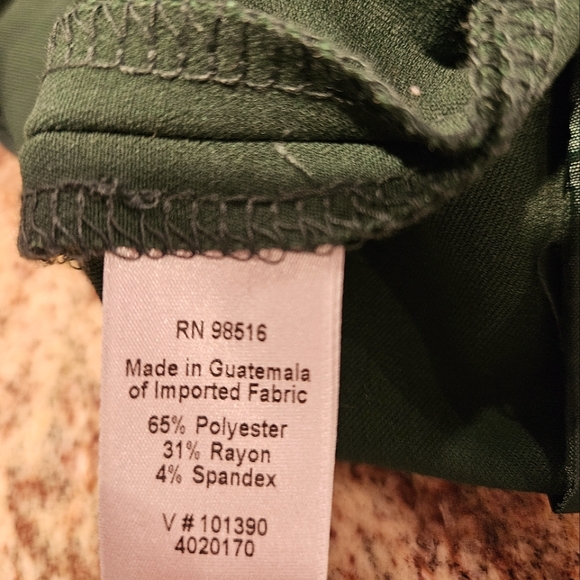 RN 98516
Made in Guatemala
of Imported Fabric
65% Polyester
31% Rayon
4% Spandex
V # 101390
4020170